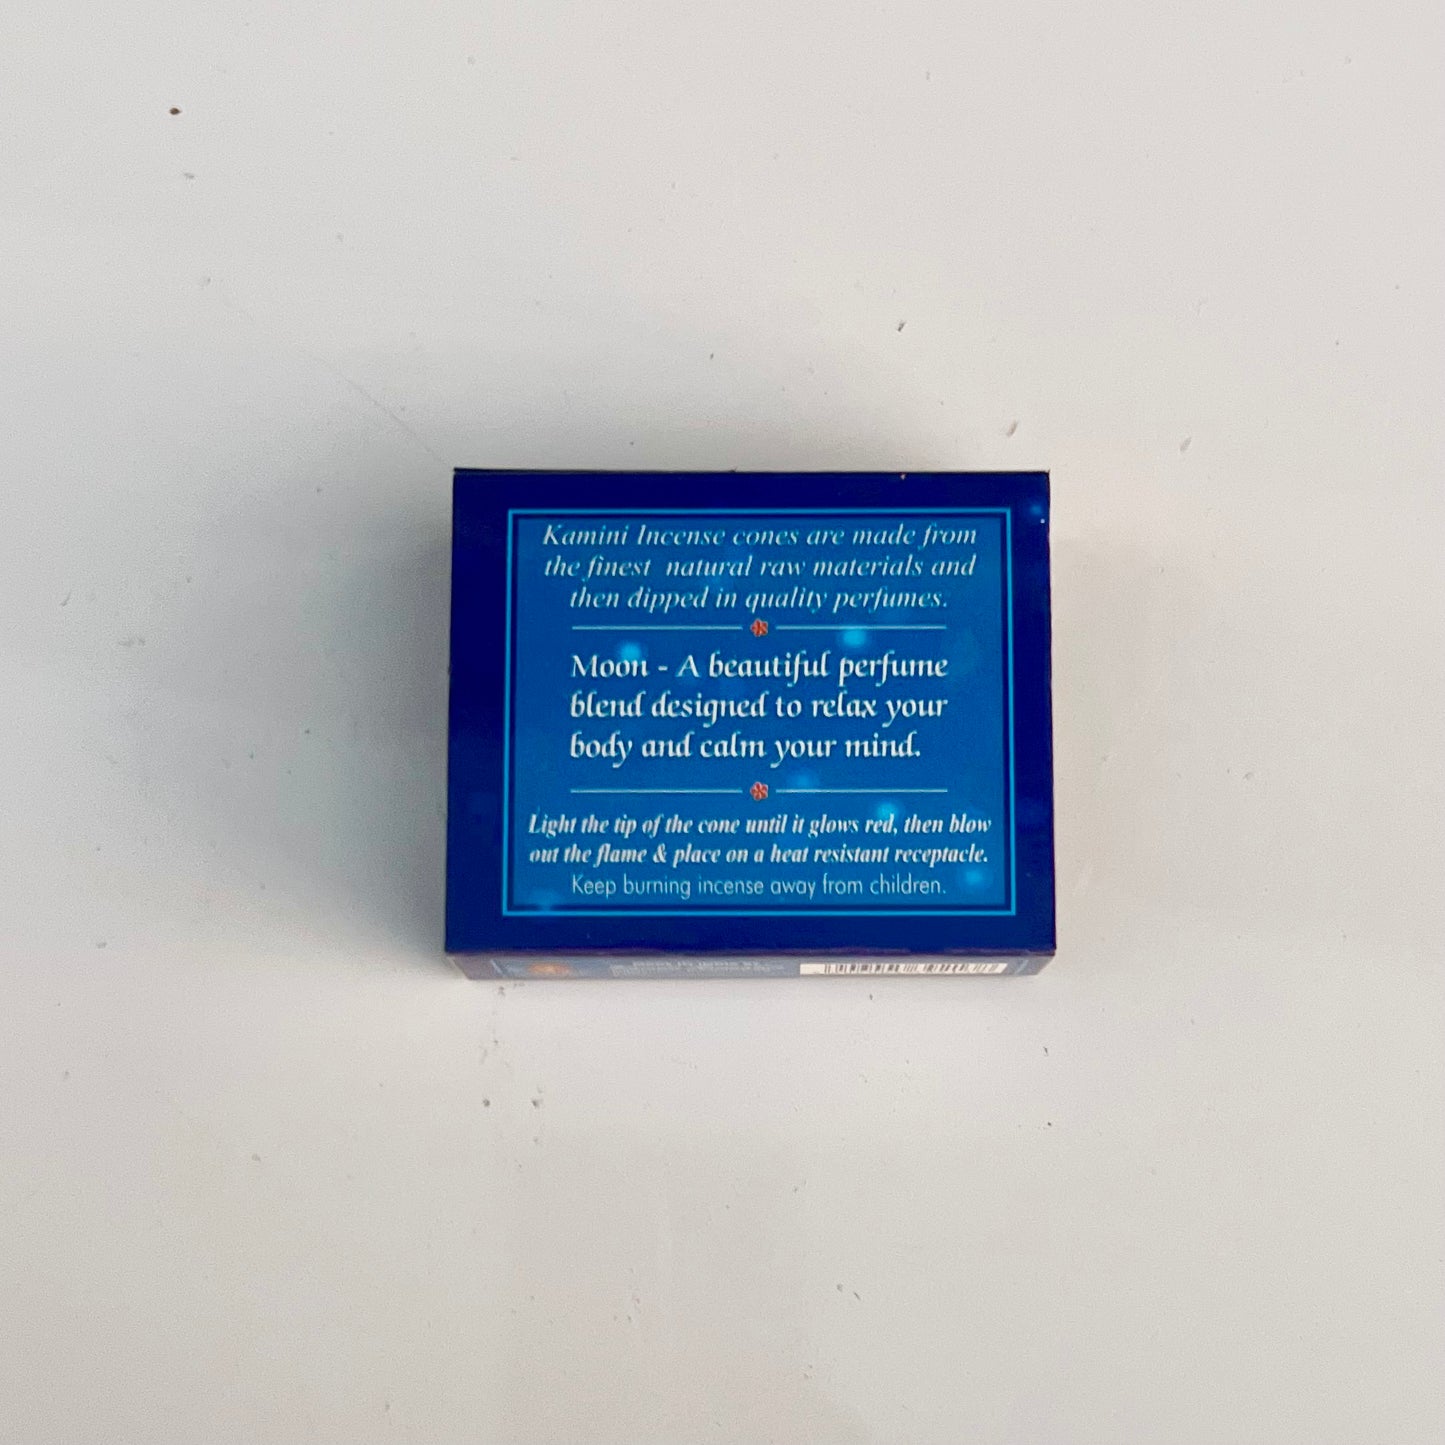 Kamini Incense cones are made from
the finest natural raw materials and
then dipped in quality perfumes.
Moon - A beautiful perfume
blend designed to relax your
body and calm your mind.
Light the tip of the cone until it glows red, then blow
out the flame & place on a heat resistant receptacle.
Keep burning incense away from children.